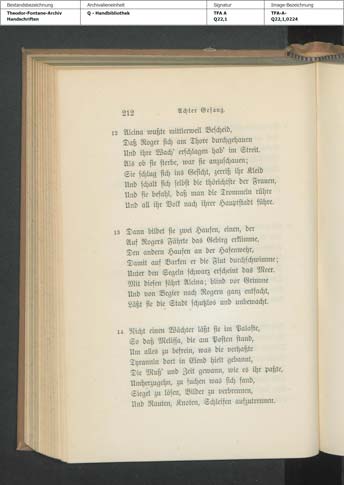 Bestandsbezeichnung
Archivalieneinheit
Signatur
Image-Bezeichnung
Theodor-Fontane-Archiv
Handschriften
Q - Handbibliothek
TFA A
Q22,1
TFA-A-
Q22,1,0224
212 Achter Gesang.
12 Alcina wußte mittlerweil Bescheid,
Daß Roger sich am Thore durchgehauen
Und ihre Wach' erschlagen hab' im Streit.
Als ob sie sterbe, war sie anzuschauen;
Sie schlug sich ins Gesicht, zerriß ihr Kleid
Und schalt sich selbst die thörichtste der Frauen,
Und sie befahl, daß man die Trommeln rühre
Und all ihr Volk nach ihrer Hauptstadt führe.
13 Dann bildet sie zwei Haufen, einen, der
Auf Rogers Fährte das Gebirg erklimme,
Den andern Haufen an der Hafenwehr,
Damit auf Barken er die Flut durchschwimme;
Unter den Segeln schwarz erscheint das Meer.
Mit diesen fährt Alcina; blind vor Grimme
Und von Begier nach Rogern ganz entfacht,
Läßt sie die Stadt schutzlos und unbewacht.
14 Nicht einen Wächter läßt sie im Palaste,
So daß Melissa, die am Posten stand,
Um alles zu befrein, was die verhaßte
Tyrannin dort in Elend hielt gebannt,
Die Muß' und Zeit gewann, wie es ihr paßte,
Umherzugehn, zu suchen was sich fand,
Siegel zu lösen, Bilder zu verbrennen,
Und Rauten, Knoten, Schleifen aufzutrennen.